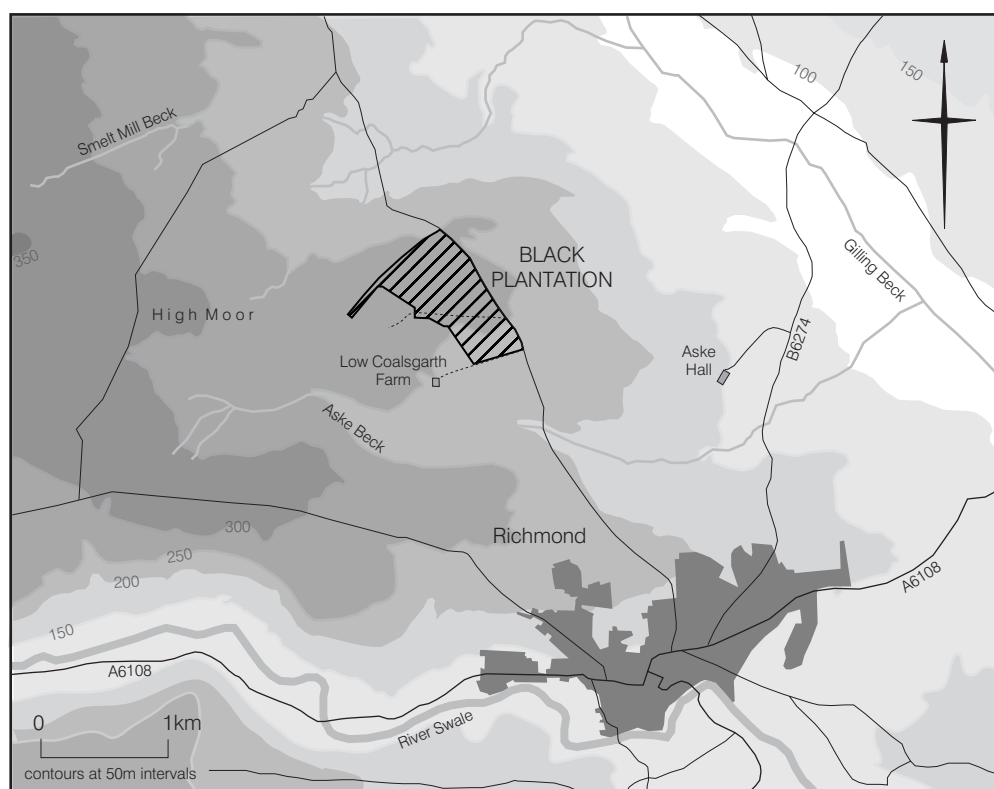 100
150
Smelt Mill Beck
350
BLACK
PLANTATION
Gilling Beck
High Moor
B6274
Low Coalsgarth
Farm
Aske
Hall
Aske Beck
Richmond
300
250
200
150
A6108
A6108
0 1km
River Swale
contours at 50m intervals